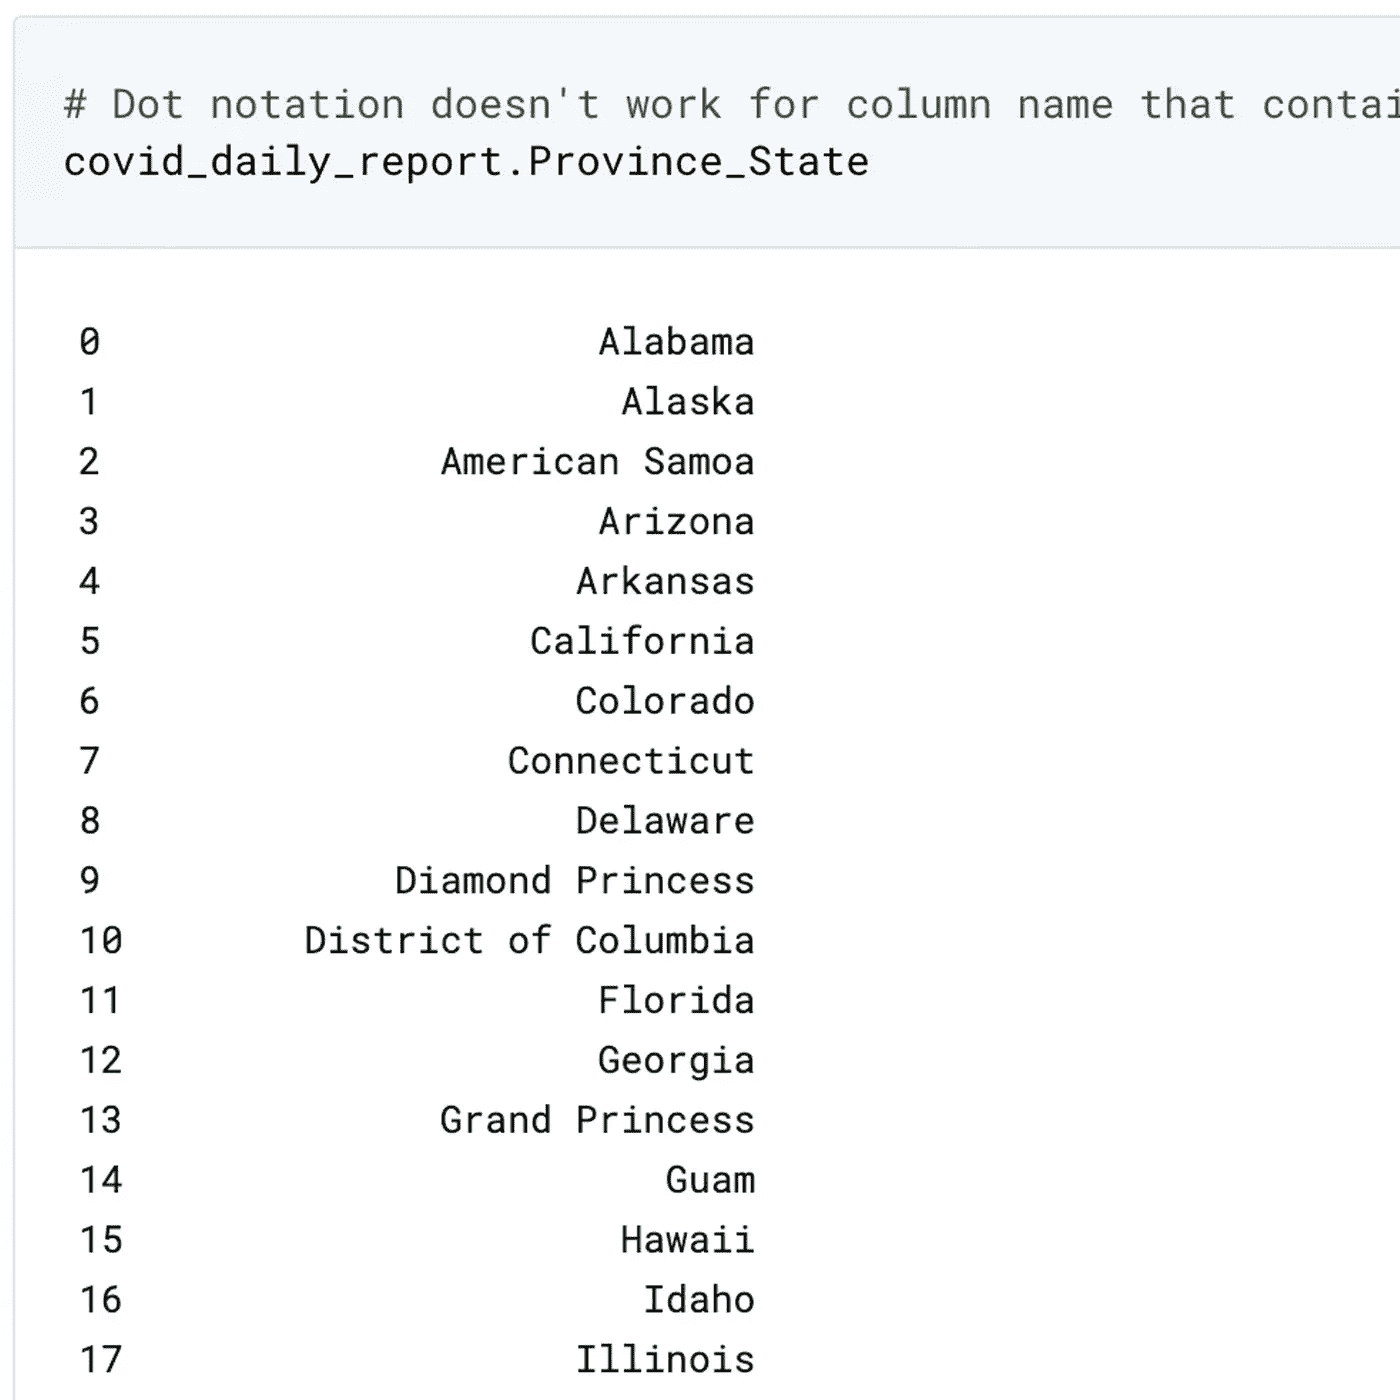 # Dot notation doesn't work for column name that
covid_daily_report.Province_State
0 Alabama
1 Alaska
2 American Samoa
3 Arizona
4 Arkansas
5 California
6 Colorado
7 Connecticut
8 Delaware
9 Diamond Princess
10 District of Columbia
11 Florida
12 Georgia
13 Grand Princess
14 Guam
15 Hawaii
16 Idaho
17 Illinois